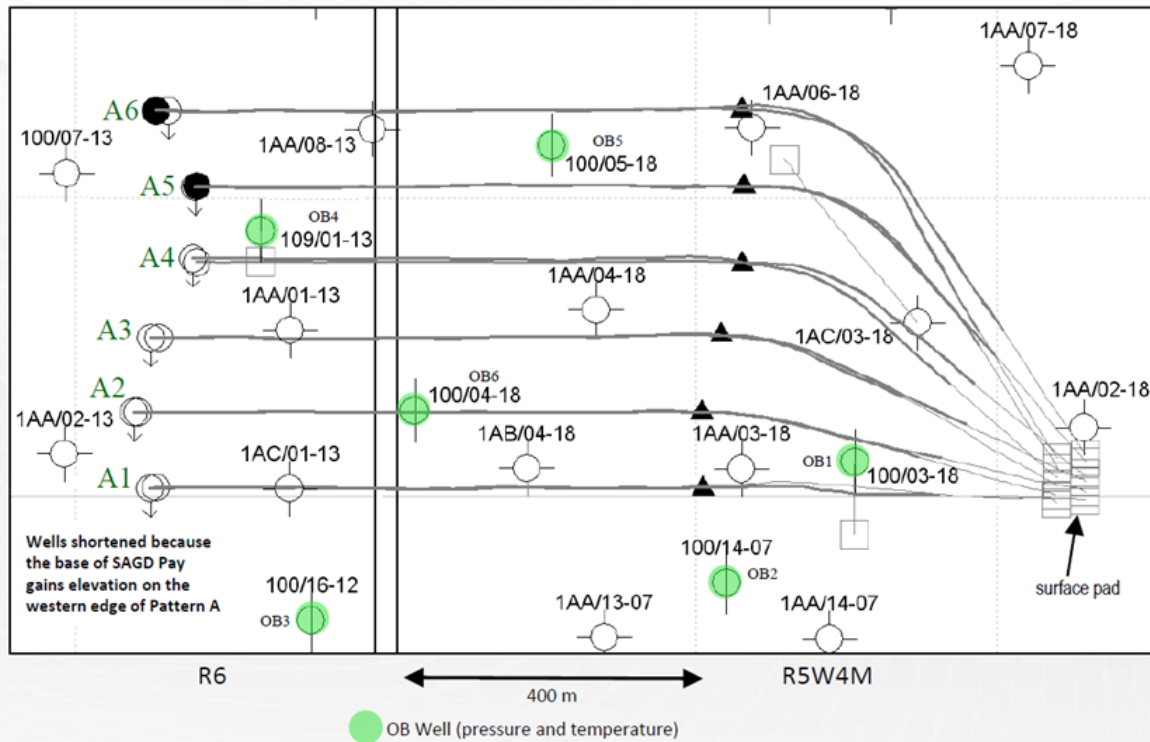 1AA/07-18
A6
1AA/06-18
100/07-13
1AA/08-13
OB5
100/05-18
A5
OB4
109/01-13
A4
1AA/04-18
1AA/01-13
A3
1AC/03-18
OB6
100/04-18
A2
1AA/02-18
1AA/02-13
1AB/04-18
1AA/03-18
1AC/01-13
OB1
100/03-18
A1
Wells shortened because
the base of SAGD Pay
gains elevation on the
western edge of Pattern A
100/14-07
OB2
surface pad
100/16-12
OB3
1AA/13-07
1AA/14-07
R6
R5W4M
400 m
OB Well (pressure and temperature)